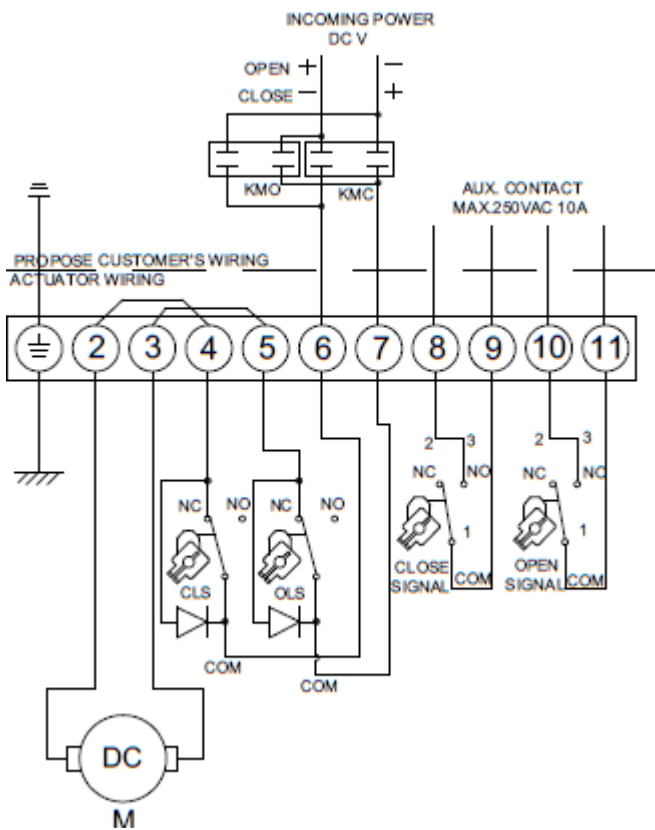 INCOMING POWER
DC V
OPEN + −
CLOSE − +
KMO
KMC
AUX. CONTACT
MAX.250VAC 10A
PROPOSE CUSTOMER'S WIRING
ACTUATOR WIRING
2 3 4 5 6 7 8 9 10 11
2 3 2 3
NC NO NC NO NC NO NC NO
1 1
CLOSE
SIGNAL
COM
OPEN
SIGNAL
COM
CLS
OLS
COM
COM
DC
M